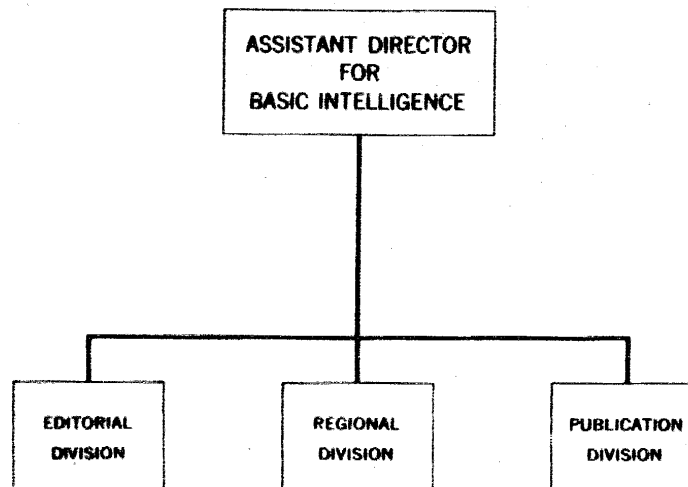 ASSISTANT DIRECTOR
FOR
BASIC INTELLIGENCE
EDITORIAL
DIVISION
REGIONAL
DIVISION
PUBLICATION
DIVISION